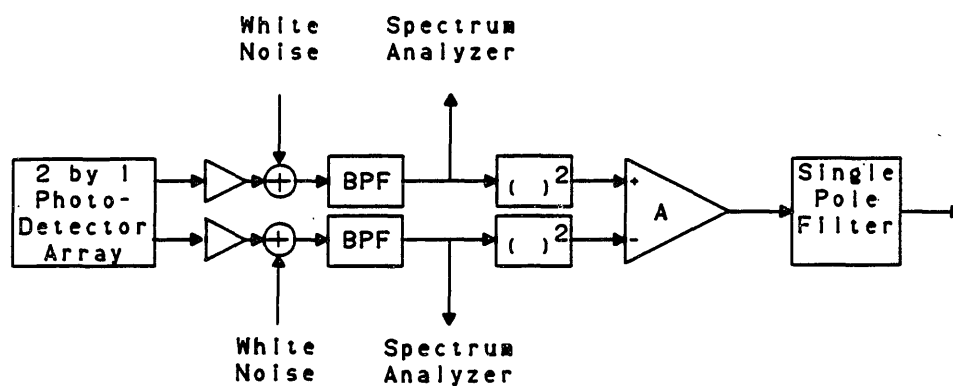 White
Noise
Spectrum
Analyzer
2 by 1
Photo-
Detector
Array
BPF
( )2
+
A
-
Single
Pole
Filter
BPF
( )2
White
Noise
Spectrum
Analyzer